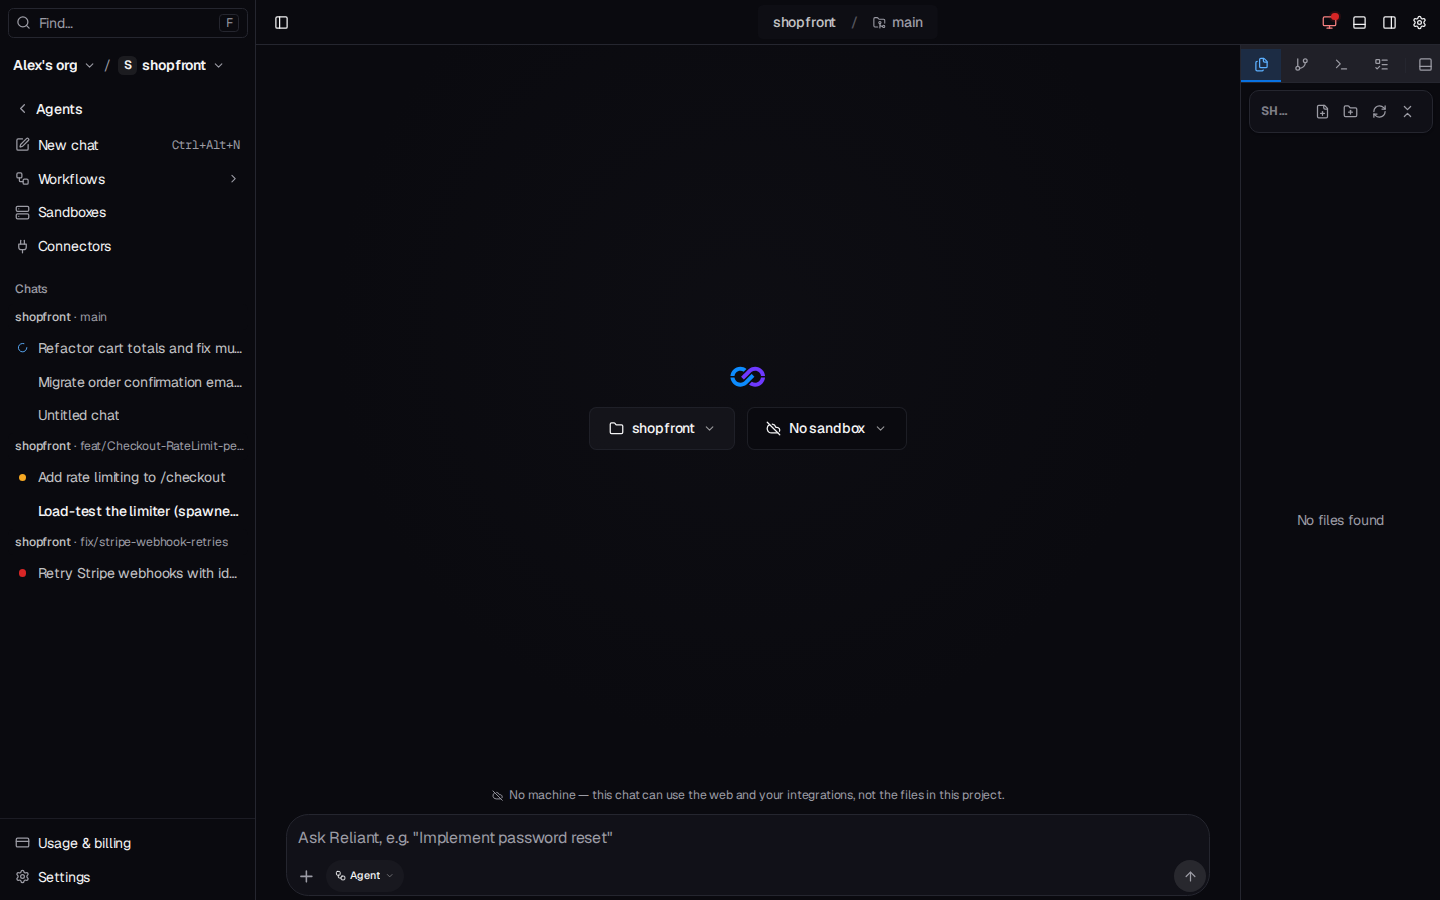 Find...
F
shopfront / main
Alex's org / S shopfront
Agents
New chat Ctrl+Alt+N
Workflows
Sandboxes
Connectors
Chats
shopfront · main
Refactor cart totals and fix mu...
Migrate order confirmation ema...
Untitled chat
shopfront · feat/Checkout-RateLimit-pe...
Add rate limiting to /checkout
Load-test the limiter (spawne...
shopfront · fix/stripe-webhook-retries
Retry Stripe webhooks with id...
Usage & billing
Settings
shopfront
No sandbox
No machine — this chat can use the web and your integrations, not the files in this project.
Ask Reliant, e.g. "Implement password reset"
Agent
SH...
No files found